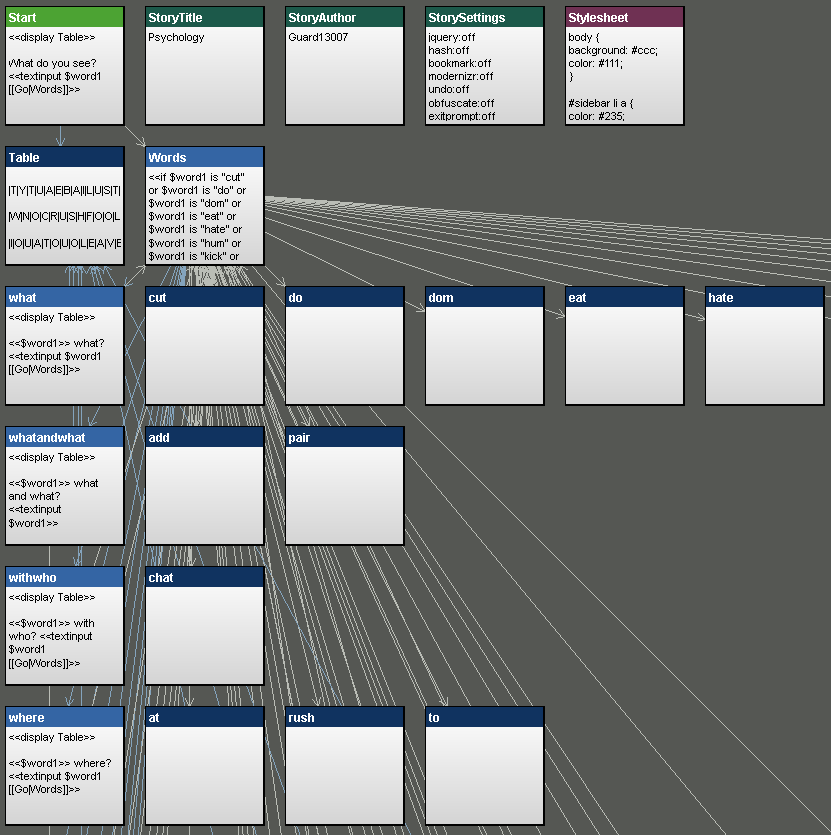 Start
<<display Table>>
What do you see?
<<textinput $word1
[[Go|Words]]>>
StoryTitle
Psychology
StoryAuthor
Guard13007
StorySettings
jquery:off
hash:off
bookmark:off
modernizr:off
undo:off
obfuscate:off
exitprompt:off
Stylesheet
body {
background: #ccc;
color: #111;
}
#sidebar li a {
color: #235;
Table
|T|Y|T|U|A|E|B|A|I|L|U|S|T|
|W|N|O|C|R|U|S|H|F|O|O|L
|I|O|U|A|T|O|U|O|L|E|A|V|E
Words
<<if $word1 is "cut"
or $word1 is "do" or
$word1 is "dom" or
$word1 is "eat" or
$word1 is "hate" or
$word1 is "hum" or
$word1 is "kick" or
what
<<display Table>>
<<$word1>> what?
<<textinput $word1
[[Go|Words]]>>
cut
do
dom
eat
hate
whatandwhat
<<display Table>>
<<$word1>> what
and what?
<<textinput
$word1>>
add
pair
withwho
<<display Table>>
<<$word1>> with
who? <<textinput
$word1
[[Go|Words]]>>
chat
where
<<display Table>>
<<$word1>> where?
<<textinput $word1
[[Go|Words]]>>
at
rush
to